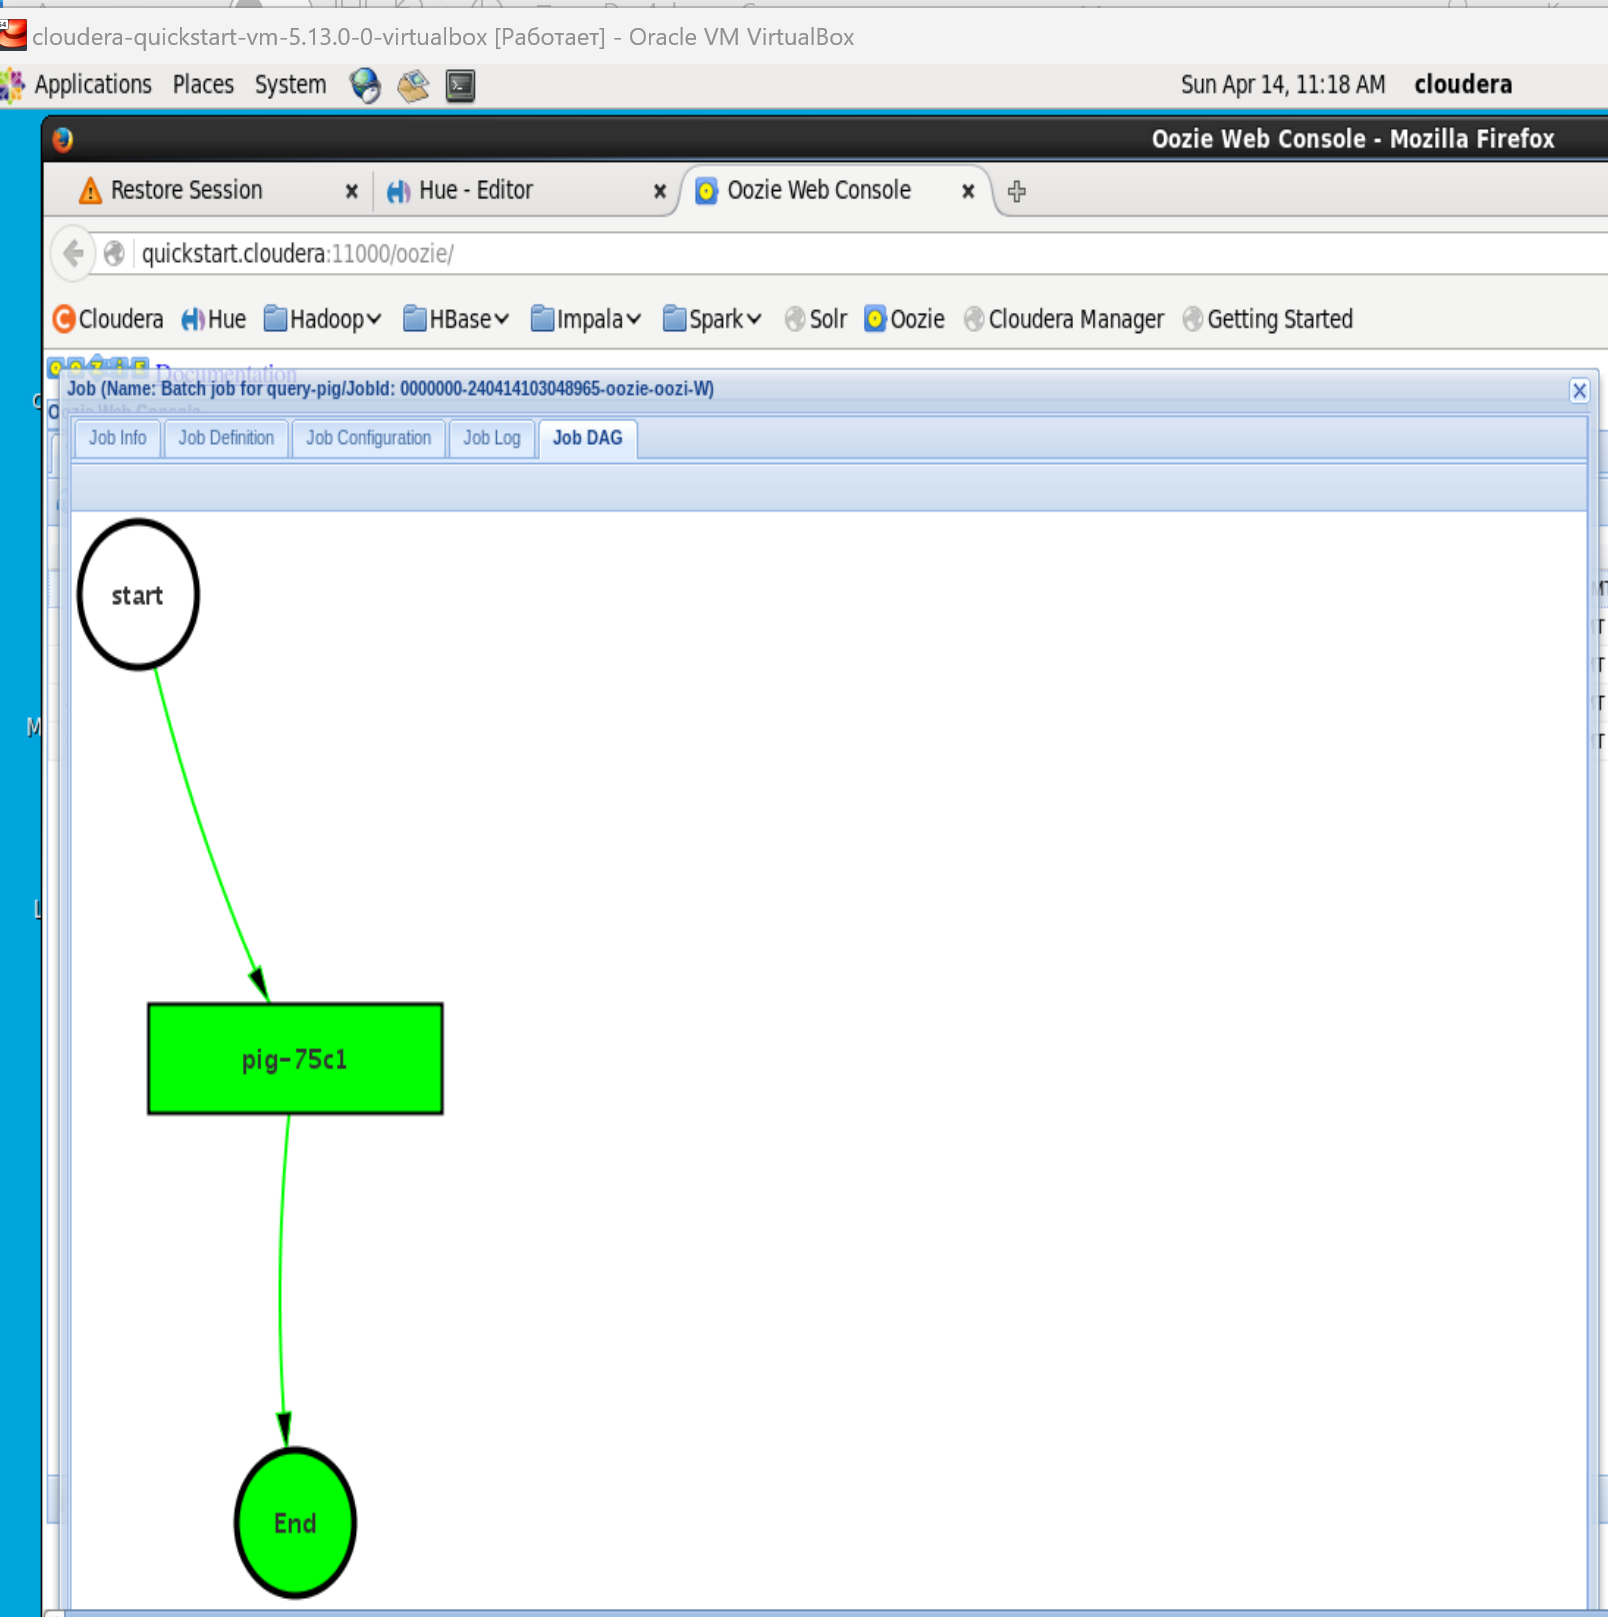 cloudera-quickstart-vm-5.13.0-0-virtualbox [Работает] - Oracle VM VirtualBox
Applications Places System Sun Apr 14, 11:18 AM cloudera
Oozie Web Console - Mozilla Firefox
Restore Session Hue - Editor Oozie Web Console
quickstart.cloudera:11000/oozie/
Cloudera Hue Hadoop HBase Impala Spark Solr Oozie Cloudera Manager Getting Started
Documentation
Job (Name: Batch job for query-pig/JobId: 0000000-240414103048965-oozie-oozi-W)
Oozie Web Console
Job Info Job Definition Job Configuration Job Log Job DAG
start
pig-75c1
End